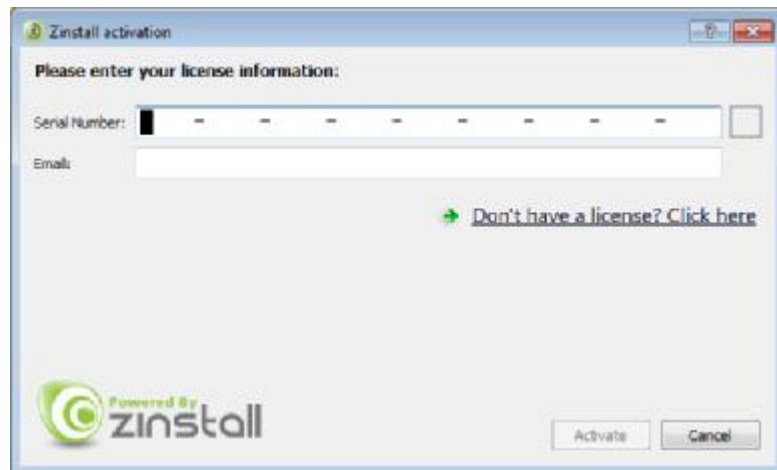 Zinstall activation
Please enter your license information:
Serial Number: - - - - - - - -
Email:
Don't have a license? Click here
Powered By
zinstall
Activate Cancel